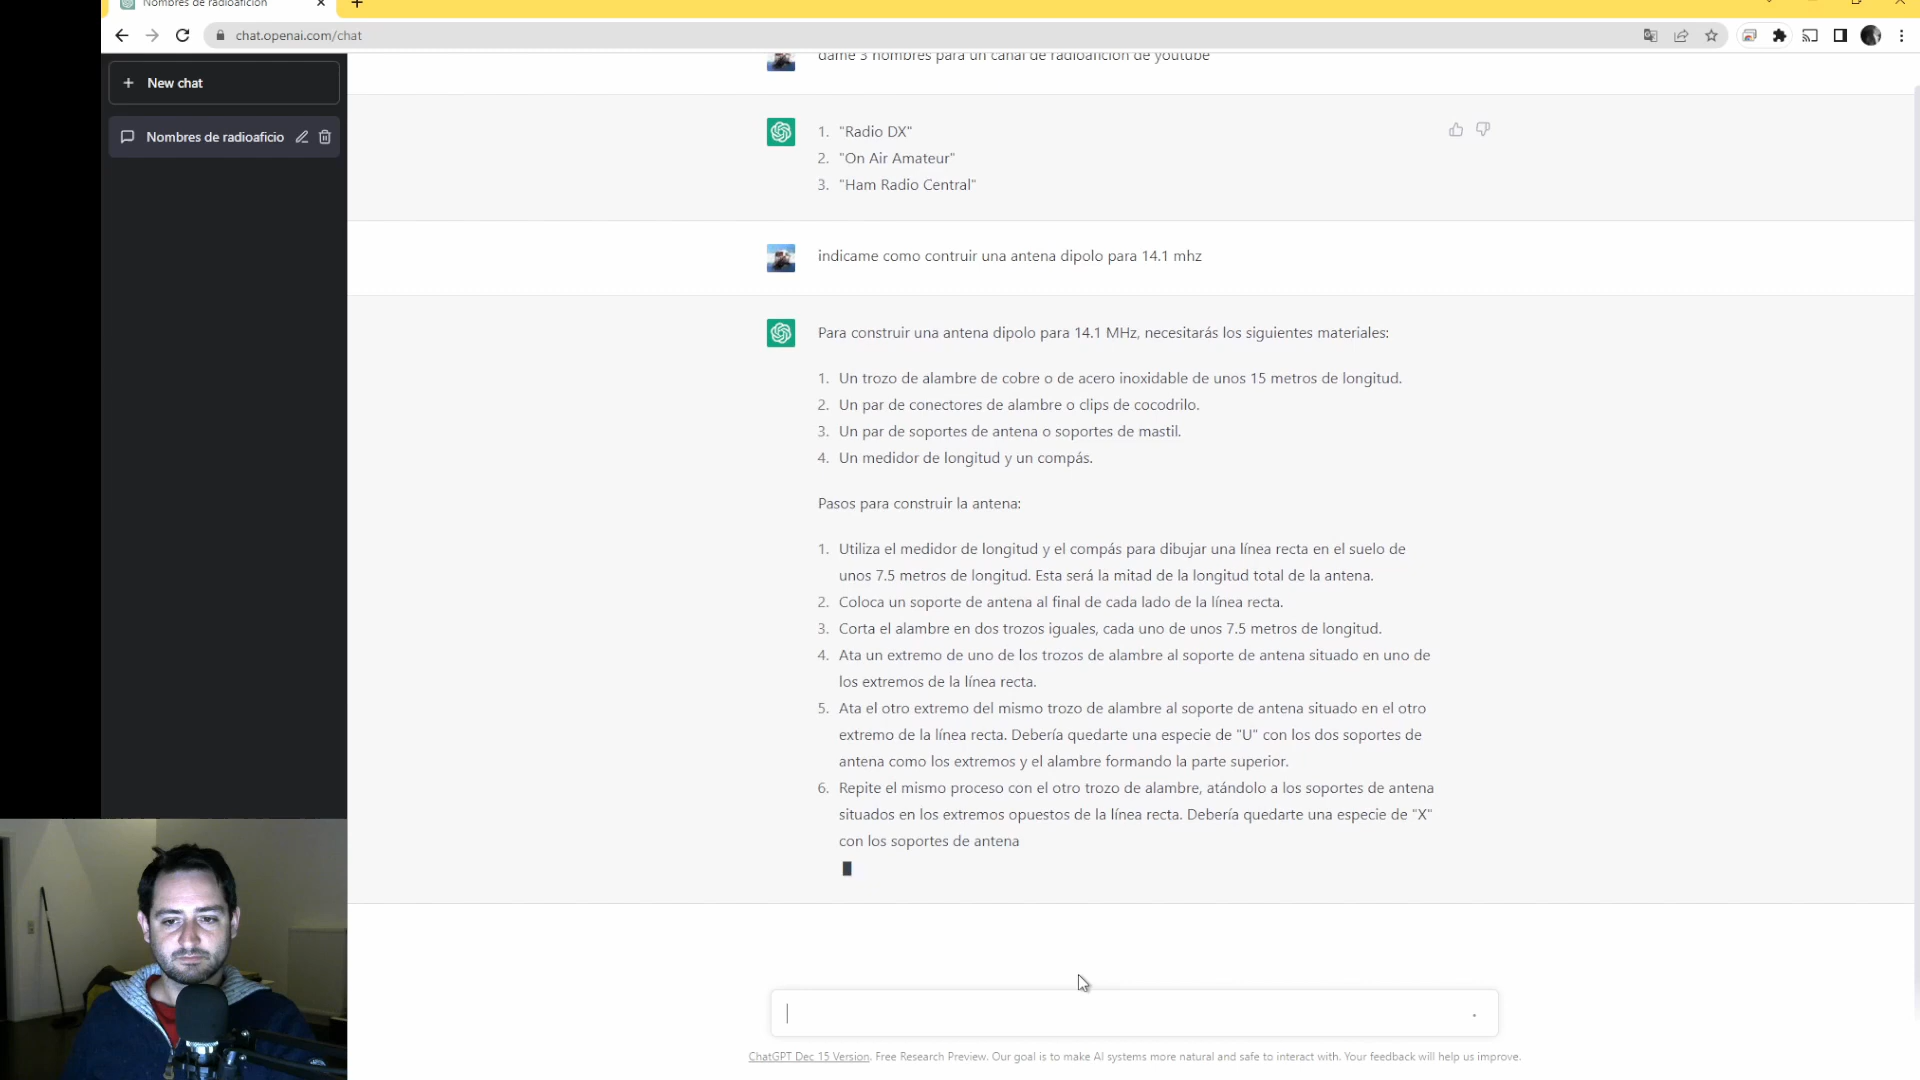 Nombres de radioafición
chat.openai.com/chat
New chat
Nombres de radioaficio
dame 3 nombres para un canal de radioafición de youtube
1. "Radio DX"
2. "On Air Amateur"
3. "Ham Radio Central"
indicame como contruir una antena dipolo para 14.1 mhz
Para construir una antena dipolo para 14.1 MHz, necesitarás los siguientes materiales:
1. Un trozo de alambre de cobre o de acero inoxidable de unos 15 metros de longitud.
2. Un par de conectores de alambre o clips de cocodrilo.
3. Un par de soportes de antena o soportes de mastil.
4. Un medidor de longitud y un compás.
Pasos para construir la antena:
1. Utiliza el medidor de longitud y el compás para dibujar una línea recta en el suelo de
unos 7.5 metros de longitud. Esta será la mitad de la longitud total de la antena.
2. Coloca un soporte de antena al final de cada lado de la línea recta.
3. Corta el alambre en dos trozos iguales, cada uno de unos 7.5 metros de longitud.
4. Ata un extremo de uno de los trozos de alambre al soporte de antena situado en uno de
los extremos de la línea recta.
5. Ata el otro extremo del mismo trozo de alambre al soporte de antena situado en el otro
extremo de la línea recta. Debería quedarte una especie de "U" con los dos soportes de
antena como los extremos y el alambre formando la parte superior.
6. Repite el mismo proceso con el otro trozo de alambre, atándolo a los soportes de antena
situados en los extremos opuestos de la línea recta. Debería quedarte una especie de "X"
con los soportes de antena
ChatGPT Dec 15 Version. Free Research Preview. Our goal is to make AI systems more natural and safe to interact with. Your feedback will help us improve.